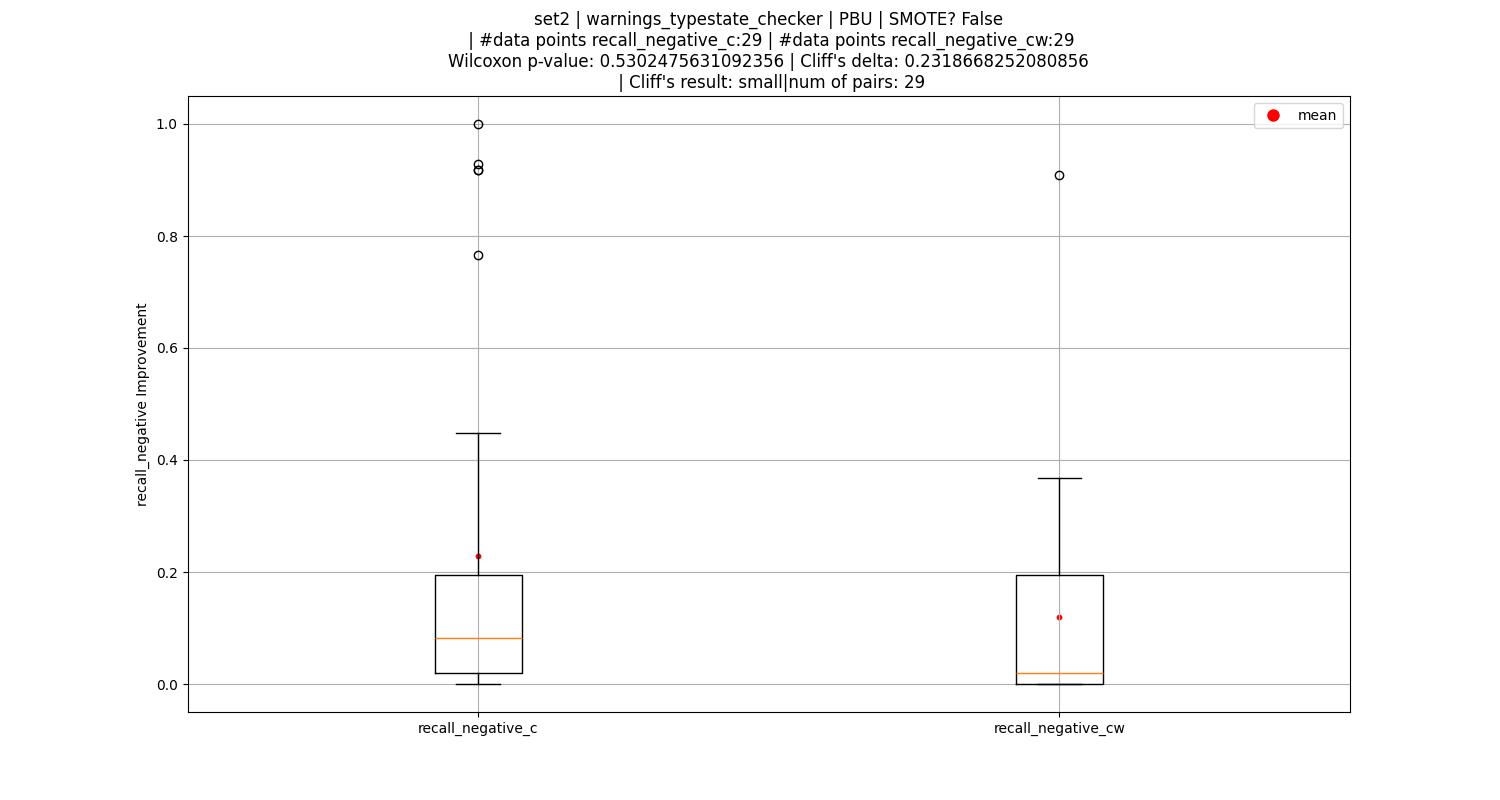 set2 | warnings_typestate_checker | PBU | SMOTE? False
| #data points recall_negative_c:29 | #data points recall_negative_cw:29
Wilcoxon p-value: 0.5302475631092356 | Cliff's delta: 0.2318668252080856
| Cliff's result: small|num of pairs: 29
mean
1.0
0.8
0.6
0.4
0.2
0.0
recall_negative Improvement
recall_negative_c
recall_negative_cw